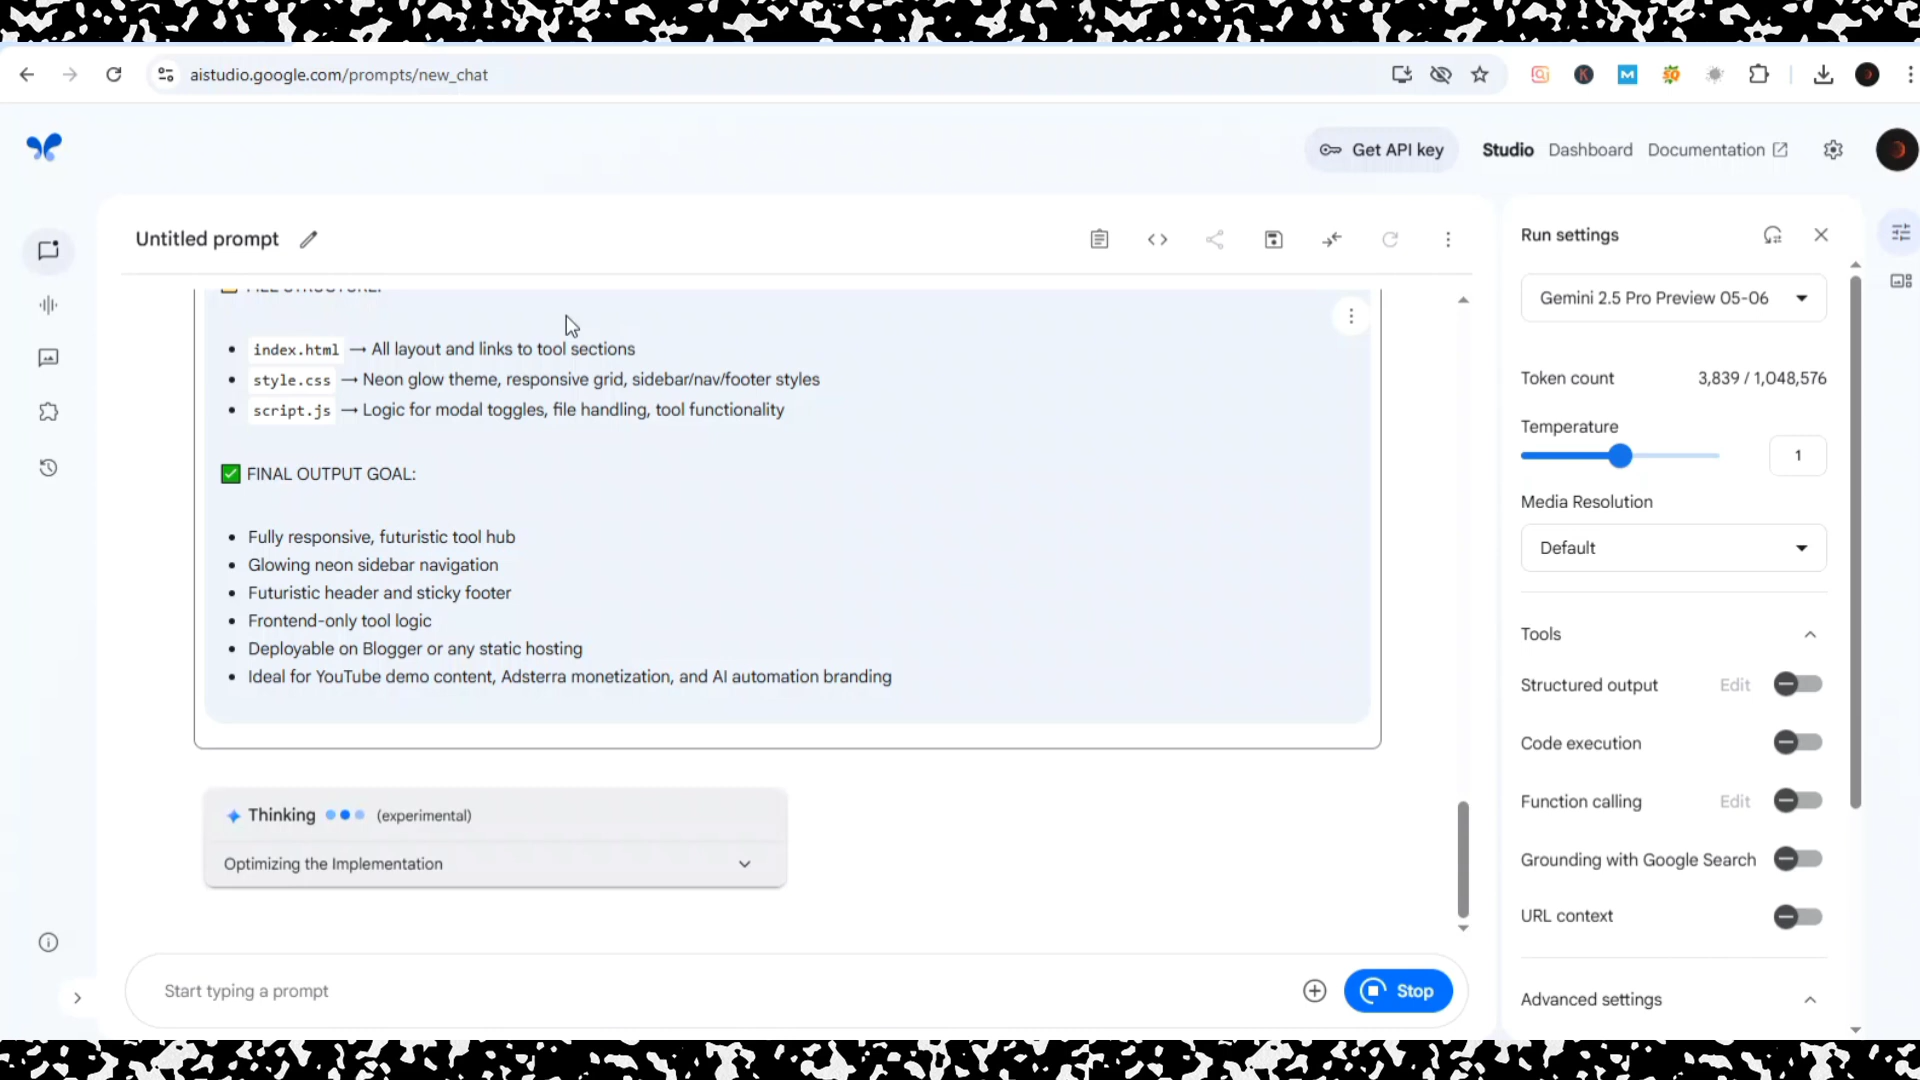 aistudio.google.com/prompts/new_chat
Get API key
Studio
Dashboard
Documentation
Untitled prompt
index.html → All layout and links to tool sections
style.css → Neon glow theme, responsive grid, sidebar/nav/footer styles
script.js → Logic for modal toggles, file handling, tool functionality
✅ FINAL OUTPUT GOAL:
Fully responsive, futuristic tool hub
Glowing neon sidebar navigation
Futuristic header and sticky footer
Frontend-only tool logic
Deployable on Blogger or any static hosting
Ideal for YouTube demo content, Adsterra monetization, and AI automation branding
Thinking (experimental)
Optimizing the Implementation
Start typing a prompt
Stop
Run settings
Gemini 2.5 Pro Preview 05-06
Token count 3,839 / 1,048,576
Temperature
1
Media Resolution
Default
Tools
Structured output Edit
Code execution
Function calling Edit
Grounding with Google Search
URL context
Advanced settings